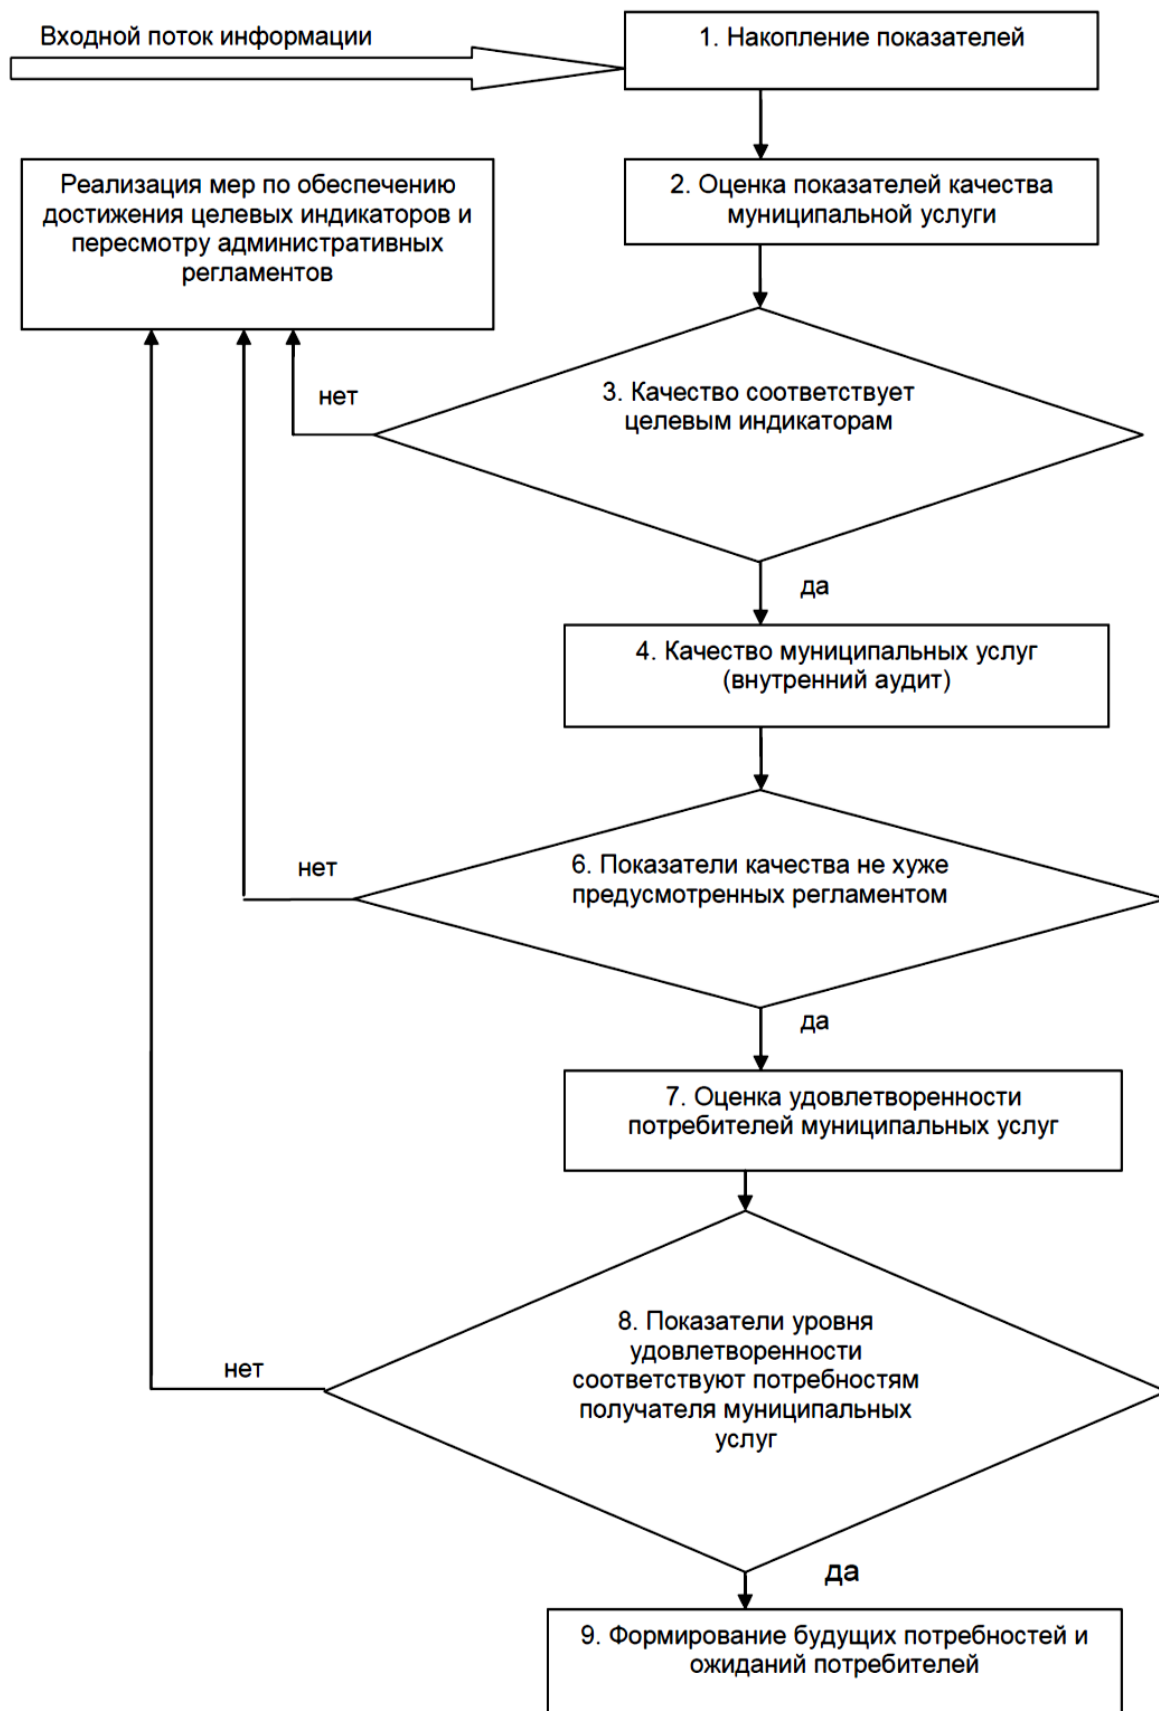 Входной поток информации
1. Накопление показателей
Реализация мер по обеспечению
достижения целевых индикаторов и
пересмотру административных
регламентов
2. Оценка показателей качества
муниципальной услуги
3. Качество соответствует
целевым индикаторам
нет
да
4. Качество муниципальных услуг
(внутренний аудит)
6. Показатели качества не хуже
предусмотренных регламентом
нет
да
7. Оценка удовлетворенности
потребителей муниципальных услуг
8. Показатели уровня
удовлетворенности
соответствуют потребностям
получателя муниципальных
услуг
нет
да
9. Формирование будущих потребностей и
ожиданий потребителей